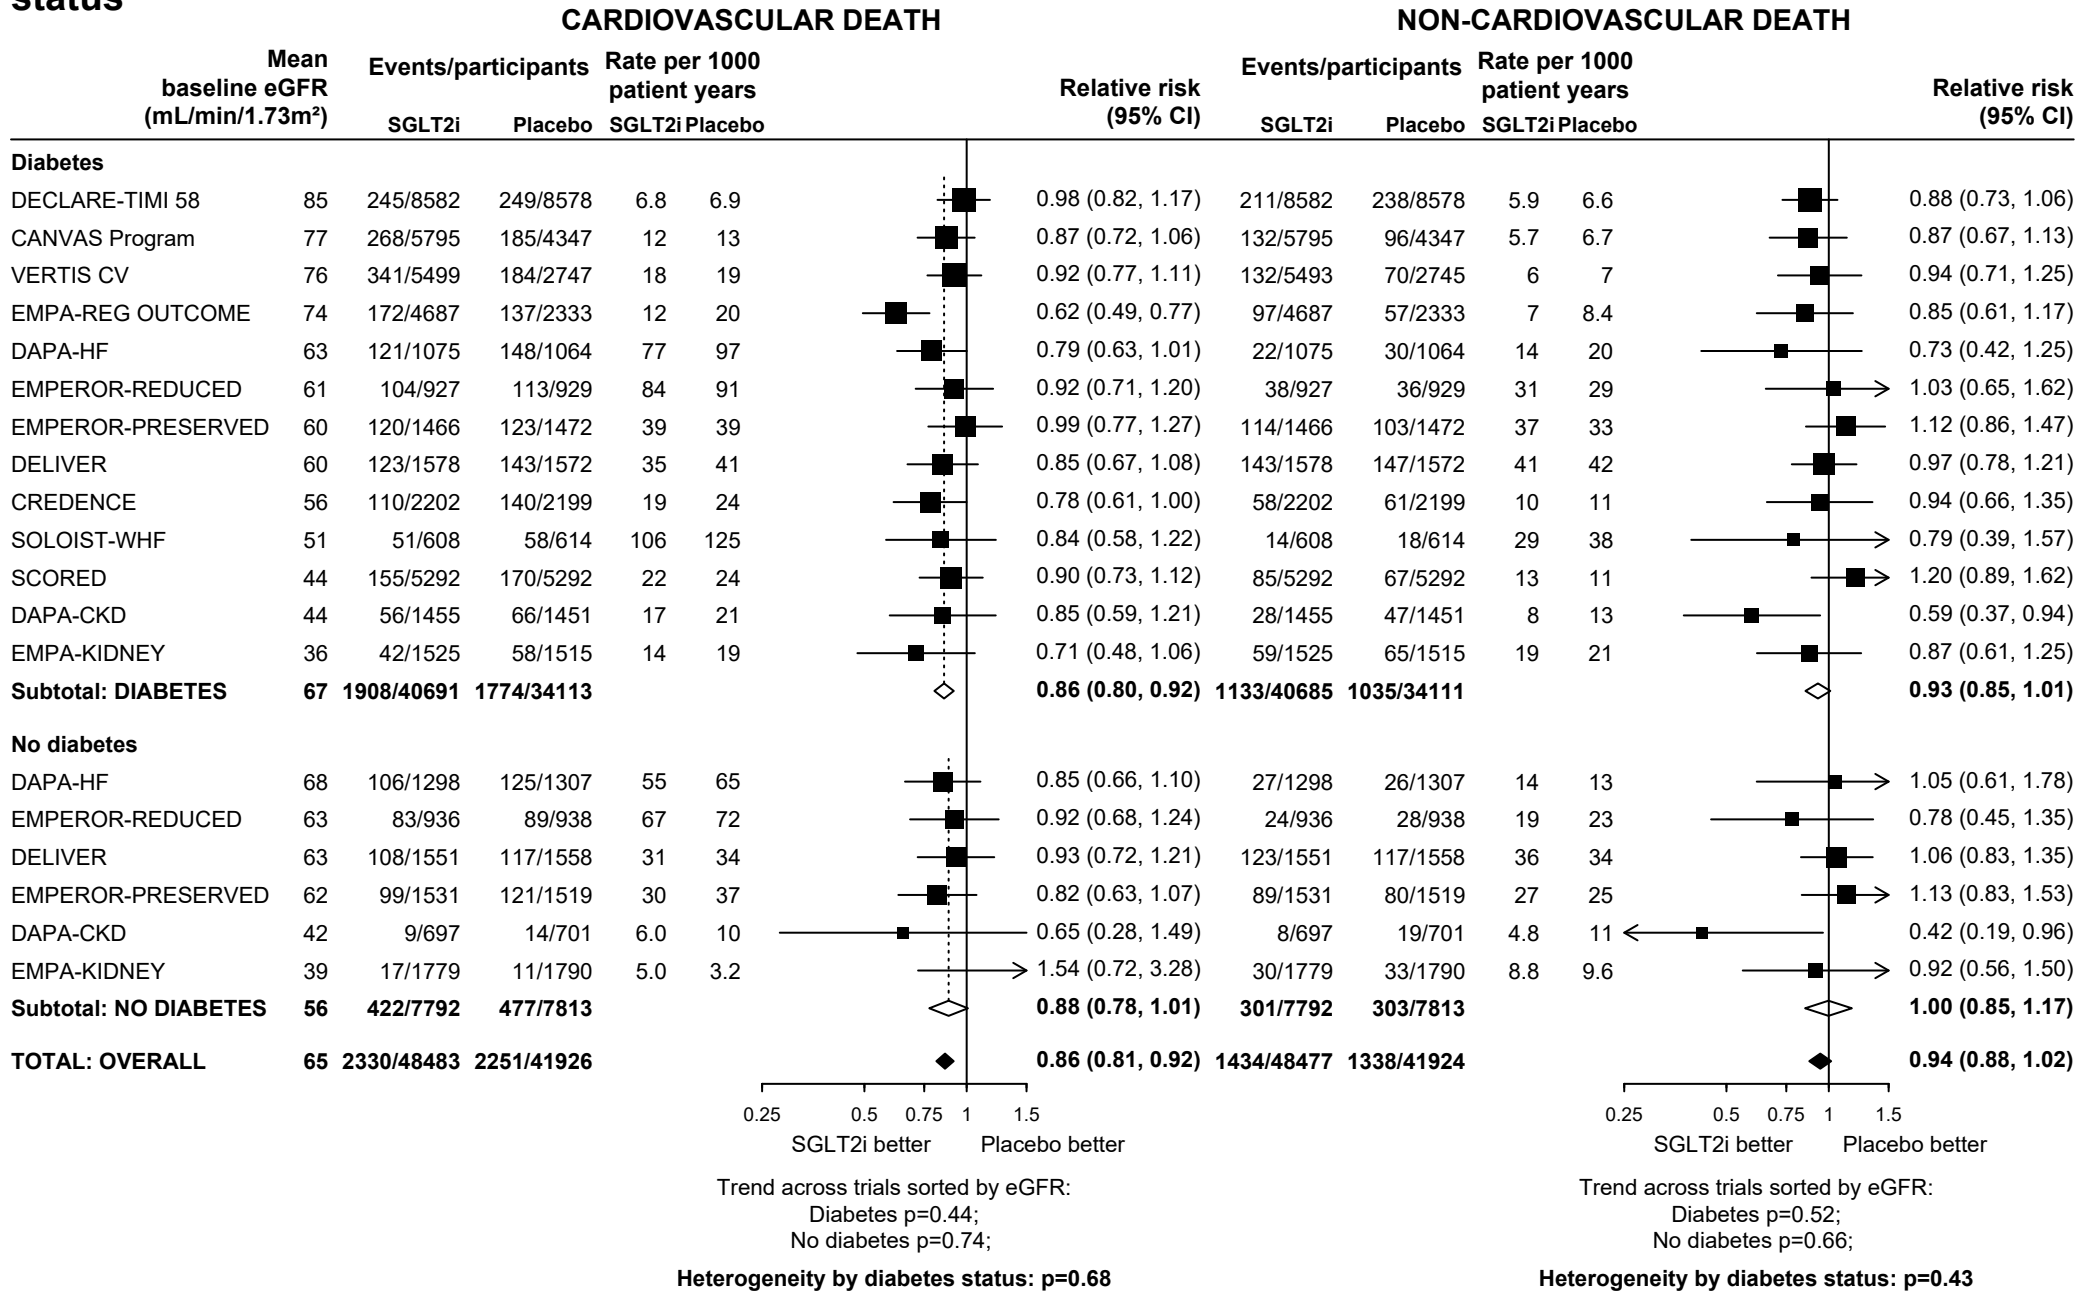 status
CARDIOVASCULAR DEATH NON-CARDIOVASCULAR DEATH
Mean baseline eGFR (mL/min/1.73m²) Events/participants Rate per 1000 patient years Relative risk (95% CI) Events/participants Rate per 1000 patient years Relative risk (95% CI)
SGLT2i Placebo SGLT2i Placebo SGLT2i Placebo SGLT2i Placebo
Diabetes
DECLARE-TIMI 58 85 245/8582 249/8578 6.8 6.9 0.98 (0.82, 1.17) 211/8582 238/8578 5.9 6.6 0.88 (0.73, 1.06)
CANVAS Program 77 268/5795 185/4347 12 13 0.87 (0.72, 1.06) 132/5795 96/4347 5.7 6.7 0.87 (0.67, 1.13)
VERTIS CV 76 341/5499 184/2747 18 19 0.92 (0.77, 1.11) 132/5493 70/2745 6 7 0.94 (0.71, 1.25)
EMPA-REG OUTCOME 74 172/4687 137/2333 12 20 0.62 (0.49, 0.77) 97/4687 57/2333 7 8.4 0.85 (0.61, 1.17)
DAPA-HF 63 121/1075 148/1064 77 97 0.79 (0.63, 1.01) 22/1075 30/1064 14 20 0.73 (0.42, 1.25)
EMPEROR-REDUCED 61 104/927 113/929 84 91 0.92 (0.71, 1.20) 38/927 36/929 31 29 1.03 (0.65, 1.62)
EMPEROR-PRESERVED 60 120/1466 123/1472 39 39 0.99 (0.77, 1.27) 114/1466 103/1472 37 33 1.12 (0.86, 1.47)
DELIVER 60 123/1578 143/1572 35 41 0.85 (0.67, 1.08) 143/1578 147/1572 41 42 0.97 (0.78, 1.21)
CREDENCE 56 110/2202 140/2199 19 24 0.78 (0.61, 1.00) 58/2202 61/2199 10 11 0.94 (0.66, 1.35)
SOLOIST-WHF 51 51/608 58/614 106 125 0.84 (0.58, 1.22) 14/608 18/614 29 38 0.79 (0.39, 1.57)
SCORED 44 155/5292 170/5292 22 24 0.90 (0.73, 1.12) 85/5292 67/5292 13 11 1.20 (0.89, 1.62)
DAPA-CKD 44 56/1455 66/1451 17 21 0.85 (0.59, 1.21) 28/1455 47/1451 8 13 0.59 (0.37, 0.94)
EMPA-KIDNEY 36 42/1525 58/1515 14 19 0.71 (0.48, 1.06) 59/1525 65/1515 19 21 0.87 (0.61, 1.25)
Subtotal: DIABETES 67 1908/40691 1774/34113 0.86 (0.80, 0.92) 1133/40685 1035/34111 0.93 (0.85, 1.01)
No diabetes
DAPA-HF 68 106/1298 125/1307 55 65 0.85 (0.66, 1.10) 27/1298 26/1307 14 13 1.05 (0.61, 1.78)
EMPEROR-REDUCED 63 83/936 89/938 67 72 0.92 (0.68, 1.24) 24/936 28/938 19 23 0.78 (0.45, 1.35)
DELIVER 63 108/1551 117/1558 31 34 0.93 (0.72, 1.21) 123/1551 117/1558 36 34 1.06 (0.83, 1.35)
EMPEROR-PRESERVED 62 99/1531 121/1519 30 37 0.82 (0.63, 1.07) 89/1531 80/1519 27 25 1.13 (0.83, 1.53)
DAPA-CKD 42 9/697 14/701 6.0 10 0.65 (0.28, 1.49) 8/697 19/701 4.8 11 0.42 (0.19, 0.96)
EMPA-KIDNEY 39 17/1779 11/1790 5.0 3.2 1.54 (0.72, 3.28) 30/1779 33/1790 8.8 9.6 0.92 (0.56, 1.50)
Subtotal: NO DIABETES 56 422/7792 477/7813 0.88 (0.78, 1.01) 301/7792 303/7813 1.00 (0.85, 1.17)
TOTAL: OVERALL 65 2330/48483 2251/41926 0.86 (0.81, 0.92) 1434/48477 1338/41924 0.94 (0.88, 1.02)
0.25 0.5 0.75 1 1.5 0.25 0.5 0.75 1 1.5
SGLT2i better Placebo better SGLT2i better Placebo better
Trend across trials sorted by eGFR: Trend across trials sorted by eGFR:
Diabetes p=0.44; Diabetes p=0.52;
No diabetes p=0.74; No diabetes p=0.66;
Heterogeneity by diabetes status: p=0.68 Heterogeneity by diabetes status: p=0.43